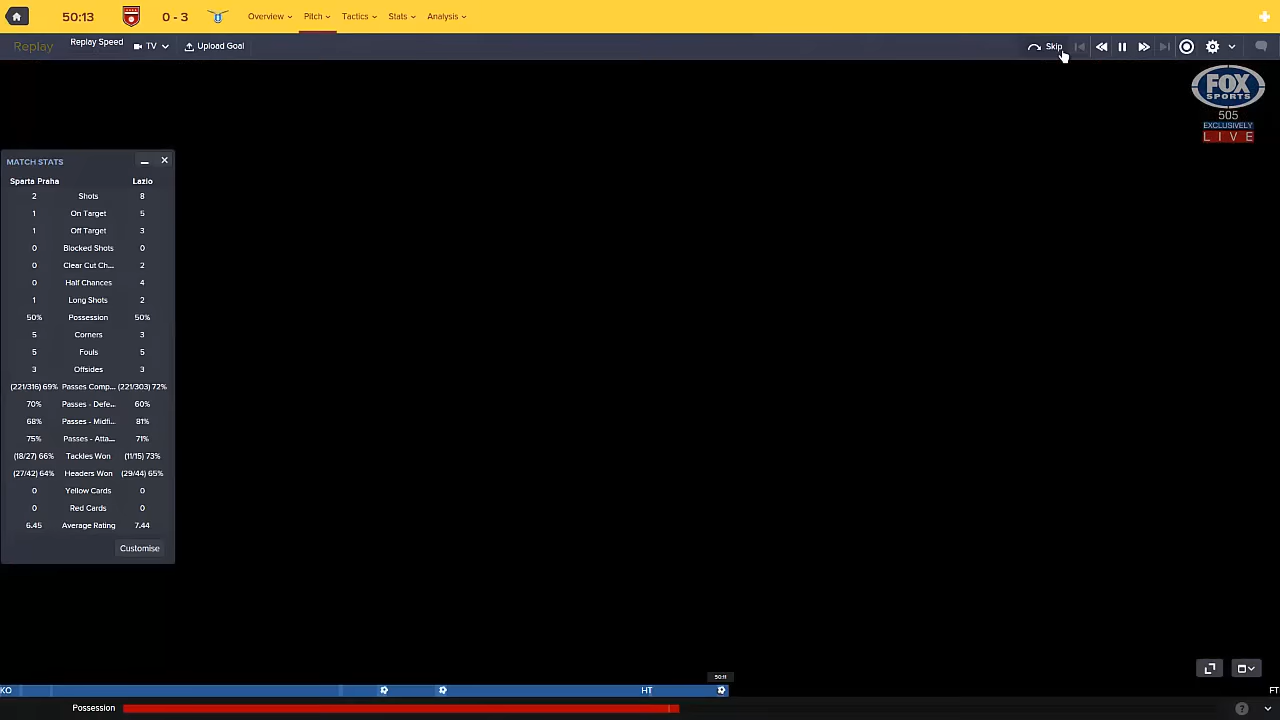 50:13 0 - 3 Overview Pitch Tactics Stats Analysis
Replay Replay Speed TV Upload Goal Skip
FOX
SPORTS
505
EXCLUSIVELY
LIVE
MATCH STATS
Sparta Praha Lazio
2 Shots 8
1 On Target 5
1 Off Target 3
0 Blocked Shots 0
0 Clear Cut Ch... 2
0 Half Chances 4
1 Long Shots 2
50% Possession 50%
5 Corners 3
5 Fouls 5
3 Offsides 3
(221/316) 69% Passes Comp... (221/303) 72%
70% Passes - Defe... 60%
68% Passes - Midfi... 81%
75% Passes - Atta... 71%
(18/27) 66% Tackles Won (11/15) 73%
(27/42) 64% Headers Won (29/44) 65%
0 Yellow Cards 0
0 Red Cards 0
6.45 Average Rating 7.44
Customise
50:11
KO HT FT
Possession ?